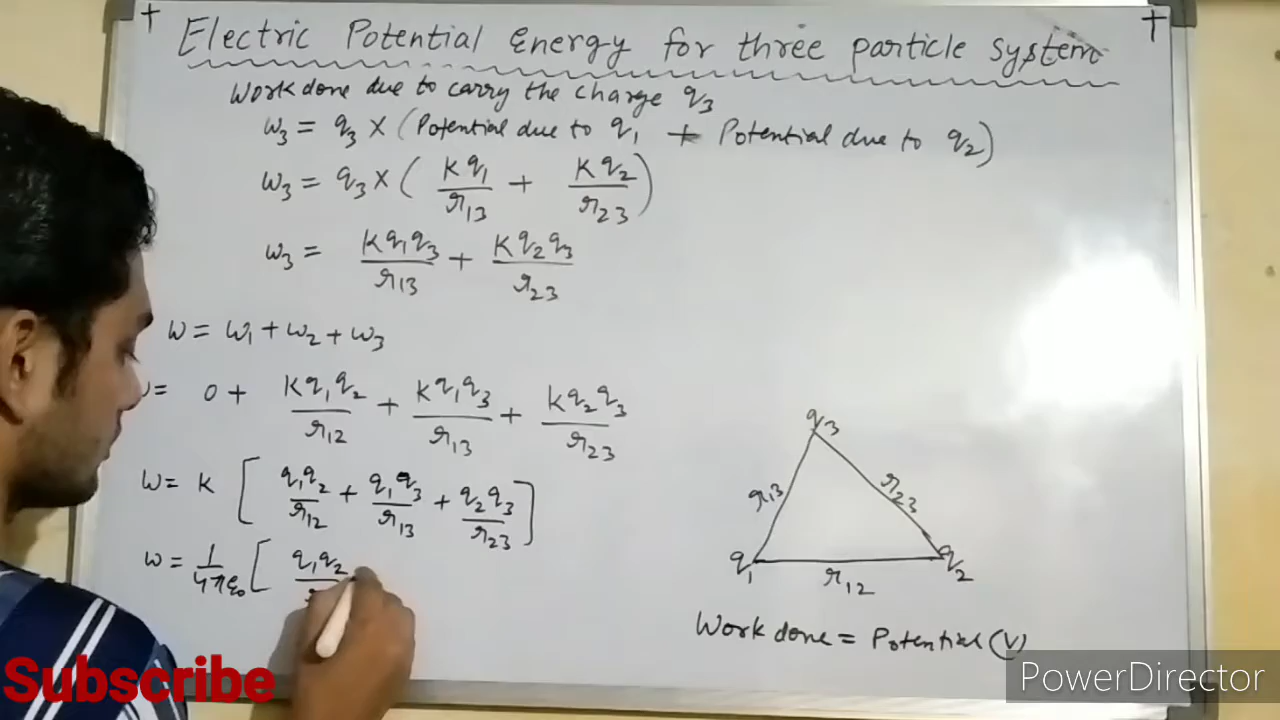 Electric Potential Energy for three particle system
Work done due to carry the charge q3
w3 = q3 × (Potential due to q1 + Potential due to q2)
w3 = q3 × ( kq1/r13 + kq2/r23 )
w3 = kq1q3/r13 + kq2q3/r23
w = w1 + w2 + w3
= 0 + kq1q2/r12 + kq1q3/r13 + kq2q3/r23
w = k [ q1q2/r12 + q1q3/r13 + q2q3/r23 ]
w = 1/4πε0 [ q1q2
q3
r13 r23
q1 q2
r12
Work done = Potential (V)
Subscribe
PowerDirector